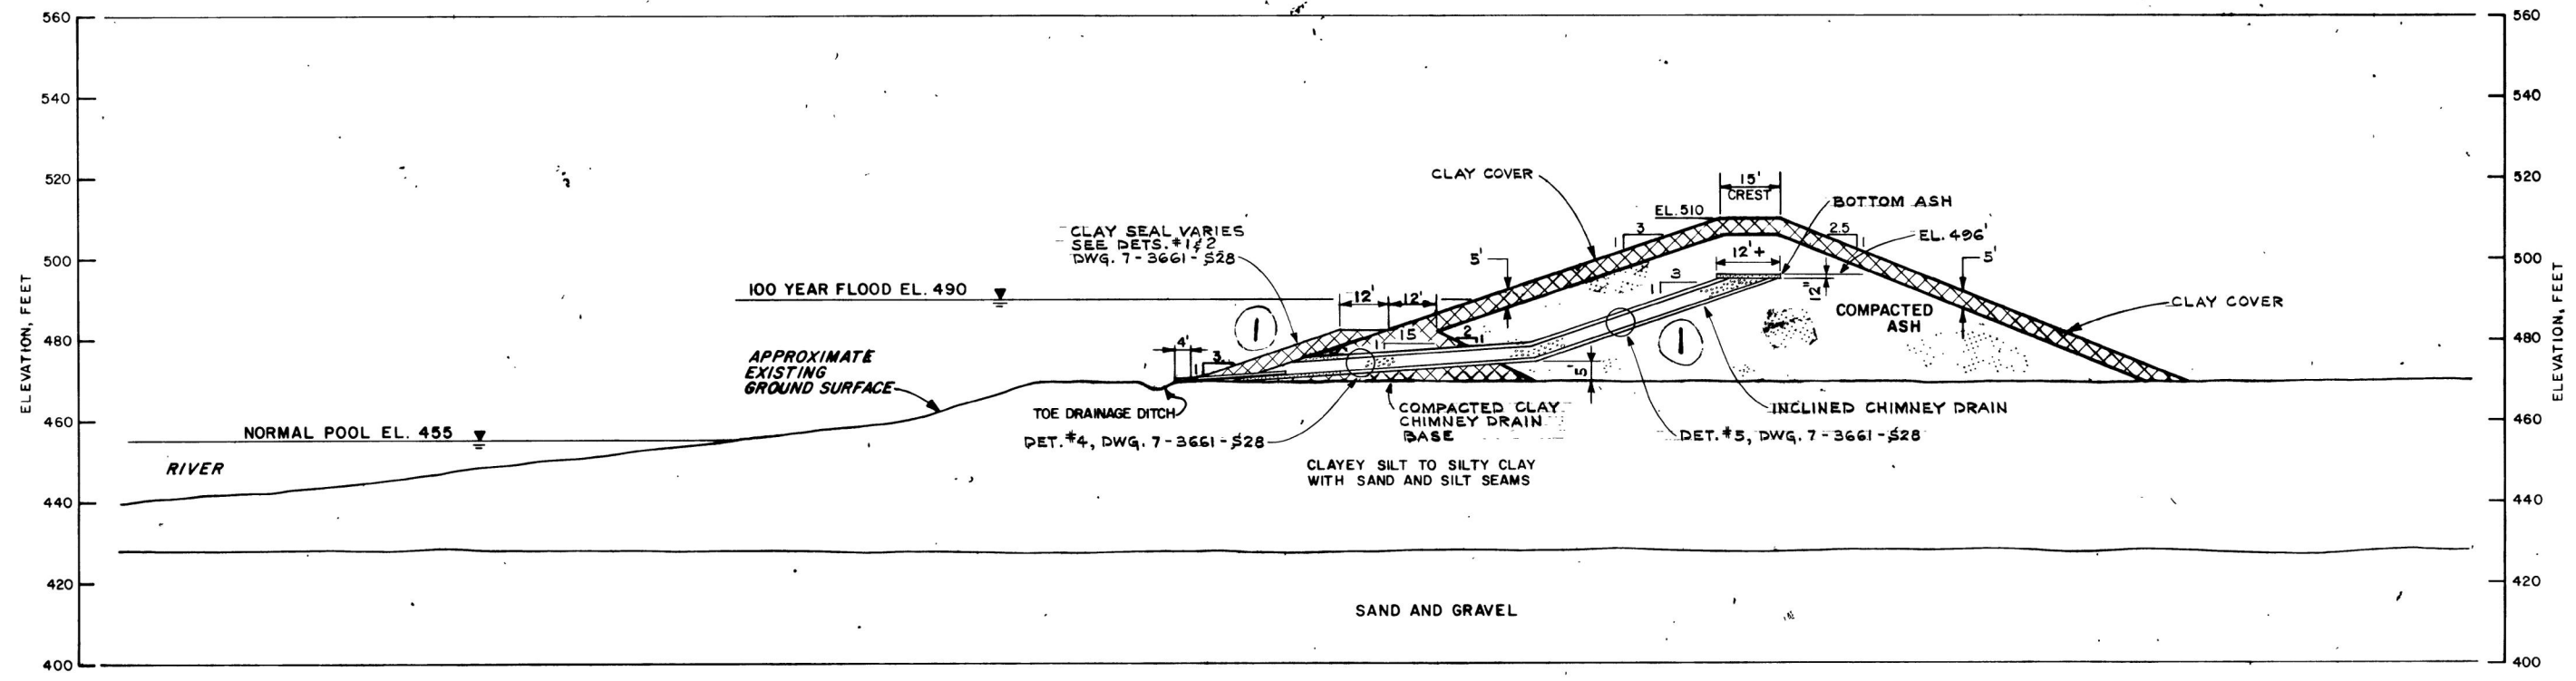 560
560
540
540
520
520
500
500
480
480
460
460
440
440
420
420
400
400
ELEVATION, FEET
ELEVATION, FEET
CLAY COVER
15'
CREST
EL. 510
BOTTOM ASH
3
1
2.5
1
EL. 496'
CLAY SEAL VARIES
SEE DETS. #1&2
DWG. 7-3661-S28
5'
12'+
5'
3
1
12"
100 YEAR FLOOD EL. 490
12'
12'
COMPACTED
ASH
CLAY COVER
1
15
1
2
1
1
4'
3
1
5'
APPROXIMATE
EXISTING
GROUND SURFACE
TOE DRAINAGE DITCH
COMPACTED CLAY
CHIMNEY DRAIN
BASE
INCLINED CHIMNEY DRAIN
DET. #4, DWG. 7-3661-S28
DET. #5, DWG. 7-3661-S28
NORMAL POOL EL. 455
RIVER
CLAYEY SILT TO SILTY CLAY
WITH SAND AND SILT SEAMS
SAND AND GRAVEL